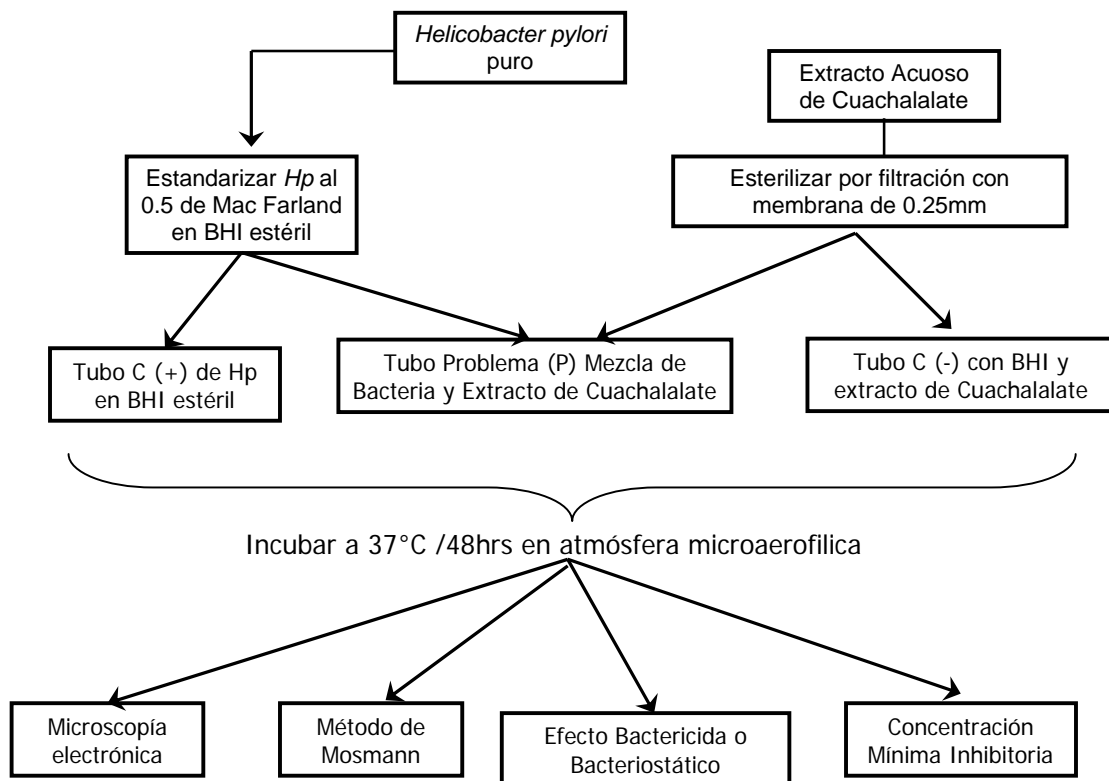 Helicobacter pylori
puro
Extracto Acuoso
de Cuachalalate
Estandarizar Hp al
0.5 de Mac Farland
en BHI estéril
Esterilizar por filtración con
membrana de 0.25mm
Tubo C (+) de Hp
en BHI estéril
Tubo Problema (P) Mezcla de
Bacteria y Extracto de Cuachalalate
Tubo C (-) con BHI y
extracto de Cuachalalate
Incubar a 37°C /48hrs en atmósfera microaerofilica
Microscopía
electrónica
Método de
Mosmann
Efecto Bactericida o
Bacteriostático
Concentración
Mínima Inhibitoria